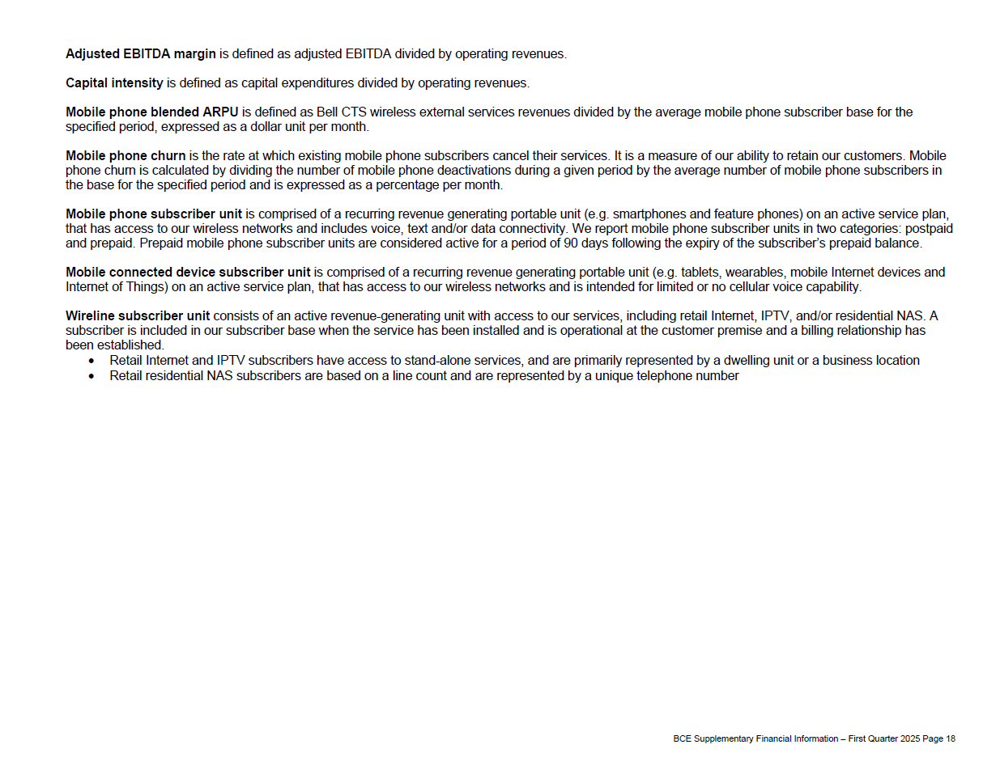 Adjusted EBITDA margin is defined as adjusted EBITDA divided by operating revenues.
Capital intensity is defined as capital expenditures divided by operating revenues.
Mobile phone blended ARPU is defined as Bell CTS wireless external services revenues divided by the average mobile phone subscriber base for the
specified period, expressed as a dollar unit per month.
Mobile phone churn is the rate at which existing mobile phone subscribers cancel their services. It is a measure of our ability to retain our customers. Mobile
phone churn is calculated by dividing the number of mobile phone deactivations during a given period by the average number of mobile phone subscribers in
the base for the specified period and is expressed as a percentage per month.
Mobile phone subscriber unit is comprised of a recurring revenue generating portable unit (e.g. smartphones and feature phones) on an active service plan,
that has access to our wireless networks and includes voice, text and/or data connectivity. We report mobile phone subscriber units in two categories: postpaid
and prepaid. Prepaid mobile phone subscriber units are considered active for a period of 90 days following the expiry of the subscriber’s prepaid balance.
Mobile connected device subscriber unit is comprised of a recurring revenue generating portable unit (e.g. tablets, wearables, mobile Internet devices and
Internet of Things) on an active service plan, that has access to our wireless networks and is intended for limited or no cellular voice capability.
Wireline subscriber unit consists of an active revenue-generating unit with access to our services, including retail Internet, IPTV, and/or residential NAS. A
subscriber is included in our subscriber base when the service has been installed and is operational at the customer premise and a billing relationship has
been established.
• Retail Internet and IPTV subscribers have access to stand-alone services, and are primarily represented by a dwelling unit or a business location
• Retail residential NAS subscribers are based on a line count and are represented by a unique telephone number
BCE Supplementary Financial Information – First Quarter 2025 Page 18